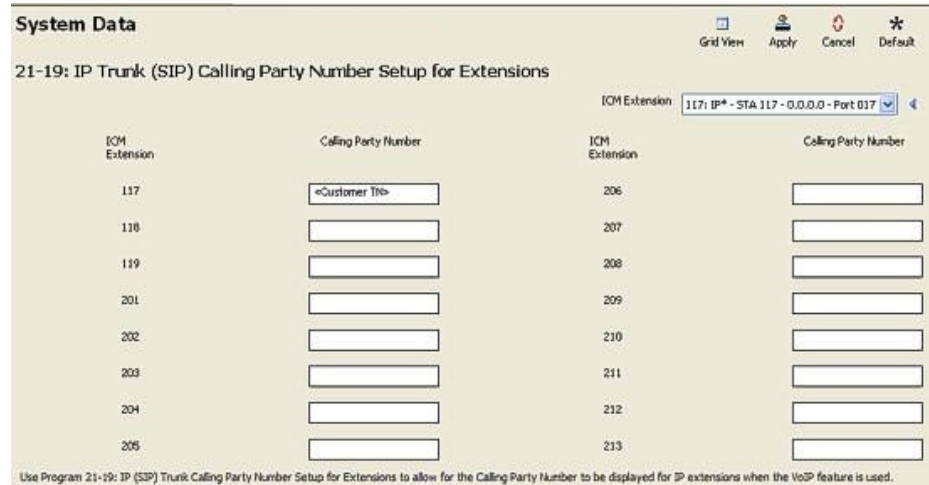 System Data
Grid View Apply Cancel Default
21-19: IP Trunk (SIP) Calling Party Number Setup for Extensions
ICM Extension 117: IP* - STA 117 - 0.0.0.0 - Port 017
ICM Extension Calling Party Number ICM Extension Calling Party Number
117 <Customer TN> 206
118 207
119 208
201 209
202 210
203 211
204 212
205 213
Use Program 21-19: IP (SIP) Trunk Calling Party Number Setup for Extensions to allow for the Calling Party Number to be displayed for IP extensions when the VoIP feature is used.